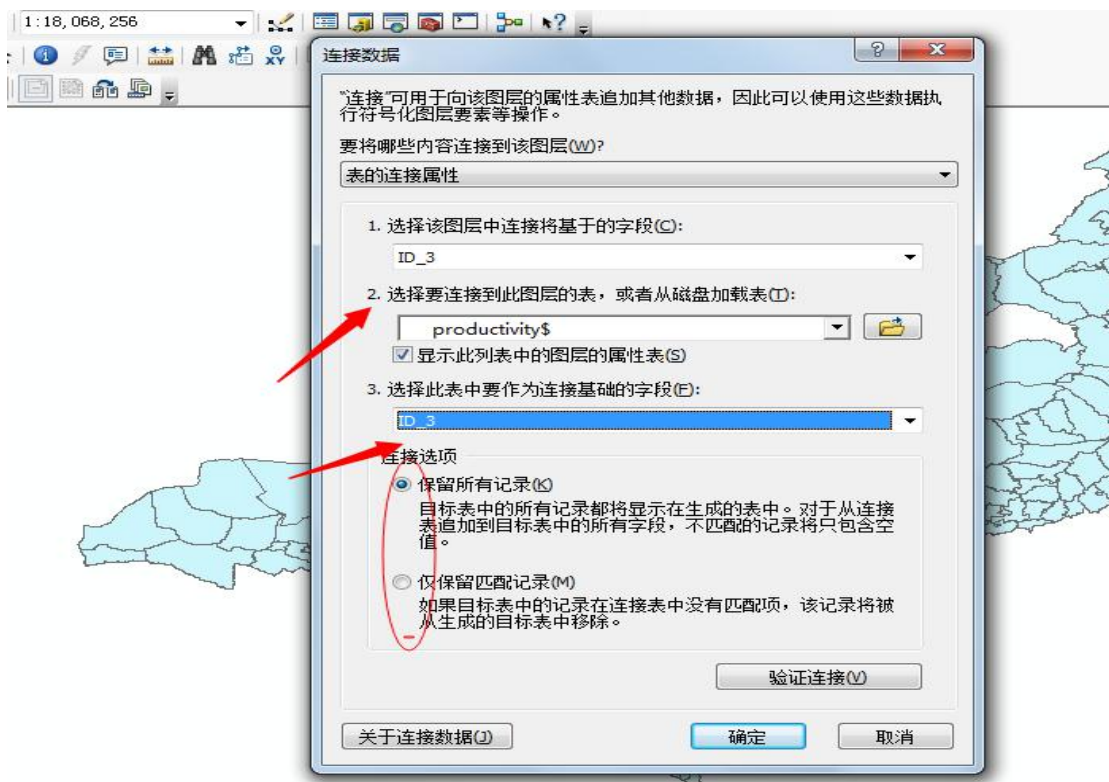 1:18,068,256
连接数据
"连接"可用于向该图层的属性表追加其他数据，因此可以使用这些数据执
行符号化图层要素等操作。
要将哪些内容连接到该图层(W)?
表的连接属性
1. 选择该图层中连接将基于的字段(C):
ID_3
2. 选择要连接到此图层的表，或者从磁盘加载表(T):
productivity$
显示此列表中的图层的属性表(S)
3. 选择此表中要作为连接基础的字段(F):
ID_3
连接选项
保留所有记录(K)
目标表中的所有记录都将显示在生成的表中。对于从连接
表追加到目标表中的所有字段，不匹配的记录将只包含空
值。
仅保留匹配记录(M)
如果目标表中的记录在连接表中没有匹配项，该记录将被
从生成的目标表中移除。
验证连接(V)
关于连接数据(J)
确定
取消